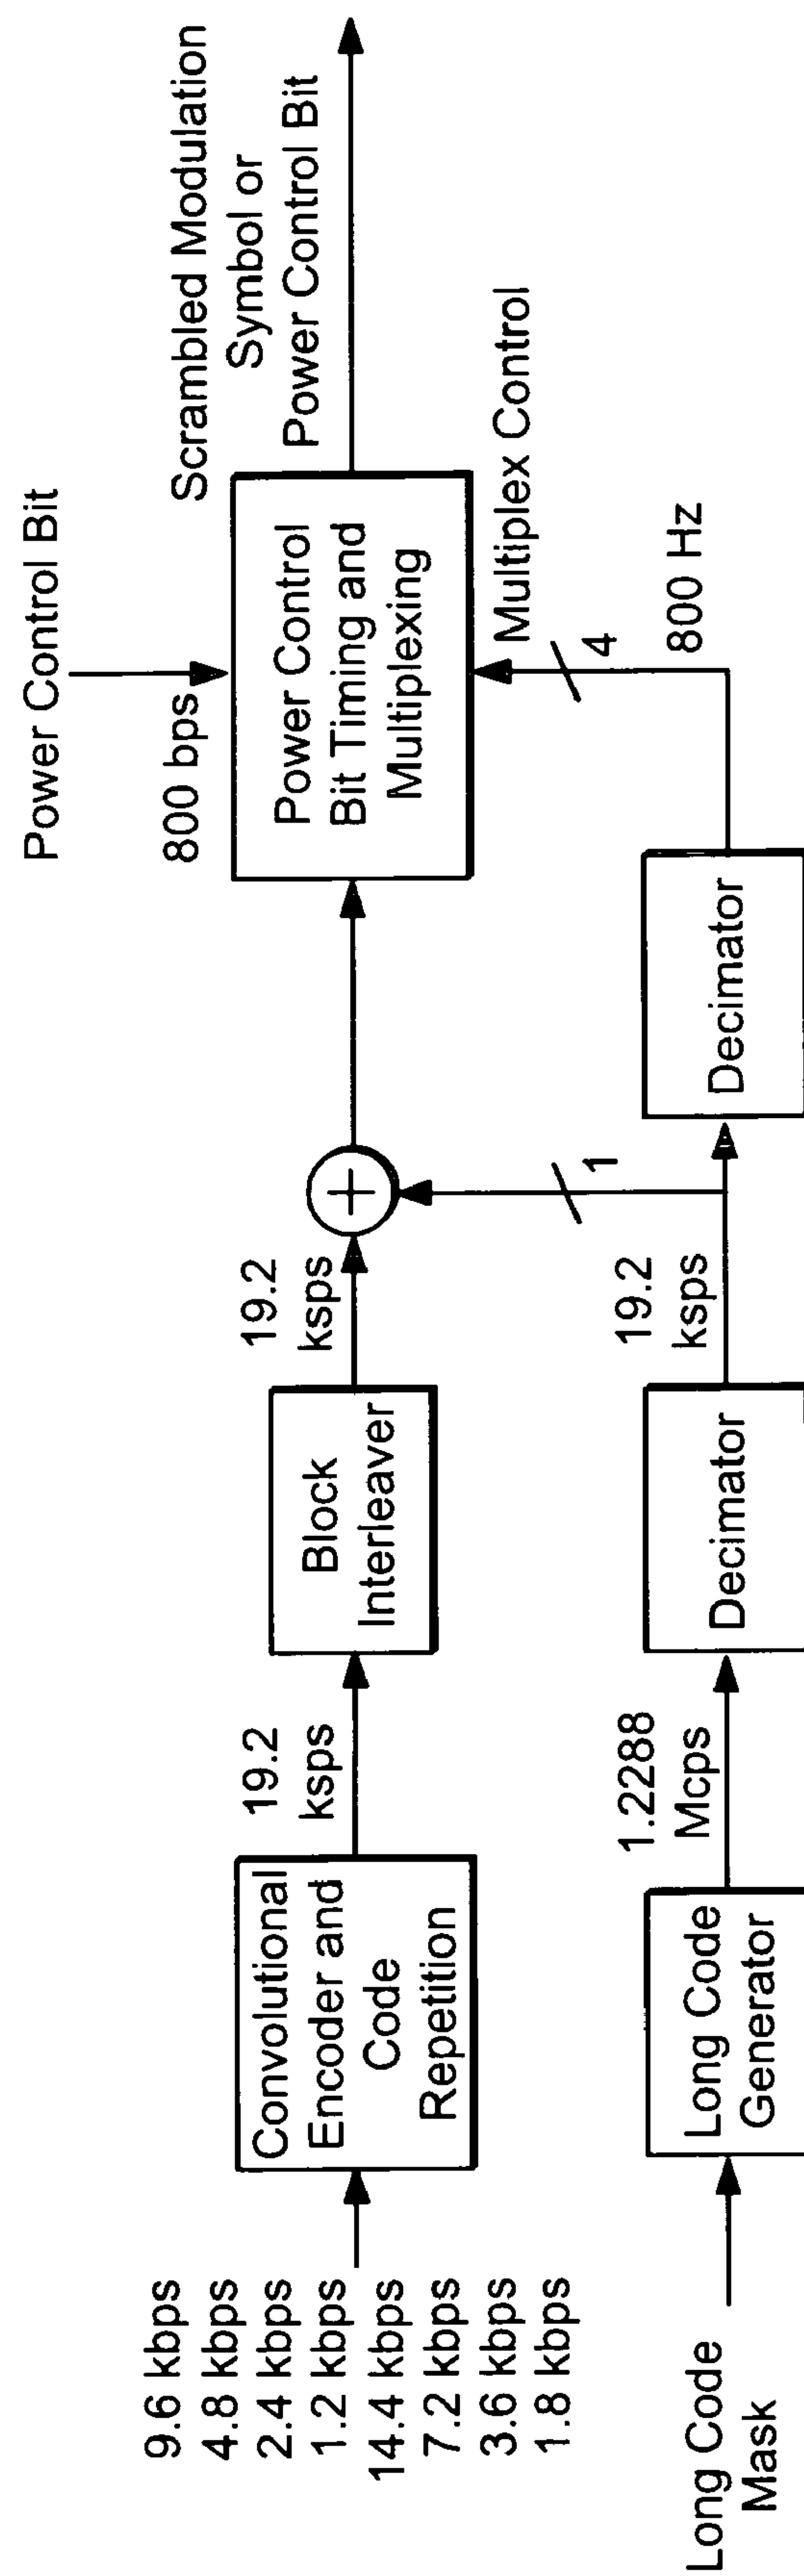 Power Control Bit
800 bps
Scrambled Modulation
Symbol or
Power Control Bit
9.6 kbps
4.8 kbps
2.4 kbps
1.2 kbps
14.4 kbps
7.2 kbps
3.6 kbps
1.8 kbps
Convolutional
Encoder and
Code
Repetition
19.2
ksps
Block
Interleaver
19.2
ksps
+
Power Control
Bit Timing and
Multiplexing
Multiplex Control
4
800 Hz
1
Long Code
Mask
Long Code
Generator
1.2288
Mcps
Decimator
19.2
ksps
Decimator